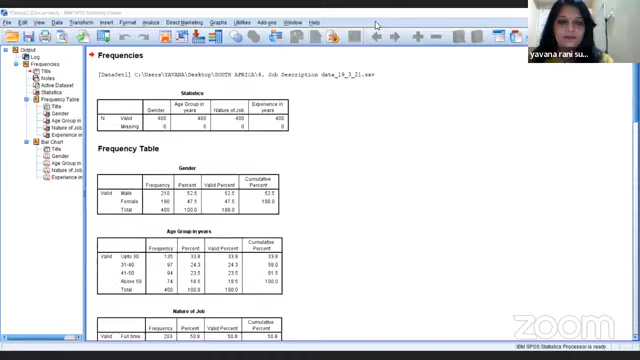 *Output1 [Document1] - IBM SPSS Statistics Viewer
File Edit View Data Transform Insert Format Analyze Direct Marketing Graphs Utilities Add-ons Window Help
yavana rani su...
Output
Log
Frequencies
Title
Notes
Active Dataset
Statistics
Frequency Table
Title
Gender
Age Group in
Nature of Job
Experience in
Bar Chart
Title
Gender
Age Group in
Nature of Job
Experience in
Frequencies
[DataSet1] C:\Users\YAVANA\Desktop\SOUTH AFRICA\4. Job Description data_19_5_21.sav
Statistics
Gender Age Group in years Nature of Job Experience in years
N Valid 400 400 400 400
Missing 0 0 0 0
Frequency Table
Gender
Frequency Percent Valid Percent Cumulative Percent
Valid Male 210 52.5 52.5 52.5
Female 190 47.5 47.5 100.0
Total 400 100.0 100.0
Age Group in years
Frequency Percent Valid Percent Cumulative Percent
Valid Upto 30 135 33.8 33.8 33.8
31-40 97 24.3 24.3 58.0
41-50 94 23.5 23.5 81.5
Above 50 74 18.5 18.5 100.0
Total 400 100.0 100.0
Nature of Job
Frequency Percent Valid Percent Cumulative Percent
Valid Full time 203 50.8 50.8 50.8
zoom
IBM SPSS Statistics Processor is ready